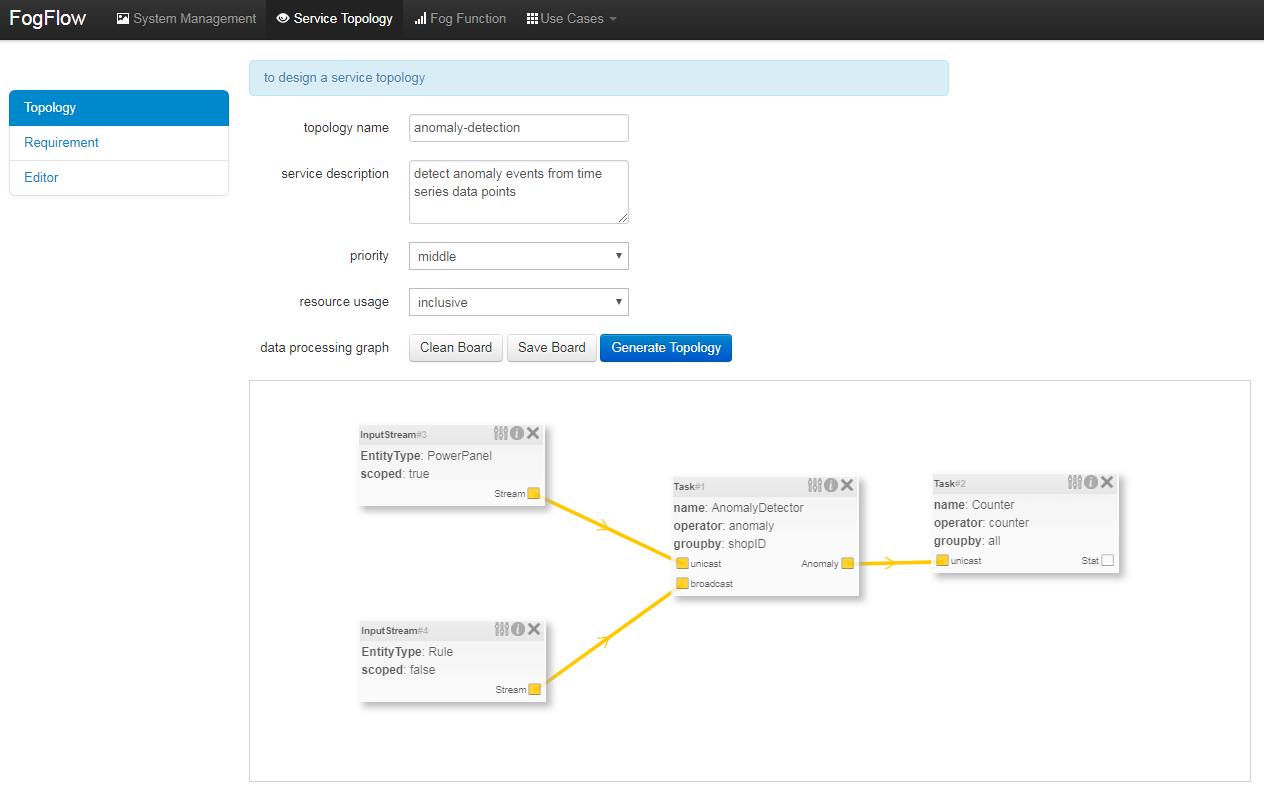 FogFlow System Management Service Topology Fog Function Use Cases
to design a service topology
Topology
Requirement
Editor
topology name anomaly-detection
service description detect anomaly events from time
series data points
priority middle
resource usage inclusive
data processing graph Clean Board Save Board Generate Topology
InputStream#3
EntityType: PowerPanel
scoped: true
Stream
Task#1
name: AnomalyDetector
operator: anomaly
groupby: shopID
unicast Anomaly
broadcast
Task#2
name: Counter
operator: counter
groupby: all
unicast Stat
InputStream#4
EntityType: Rule
scoped: false
Stream